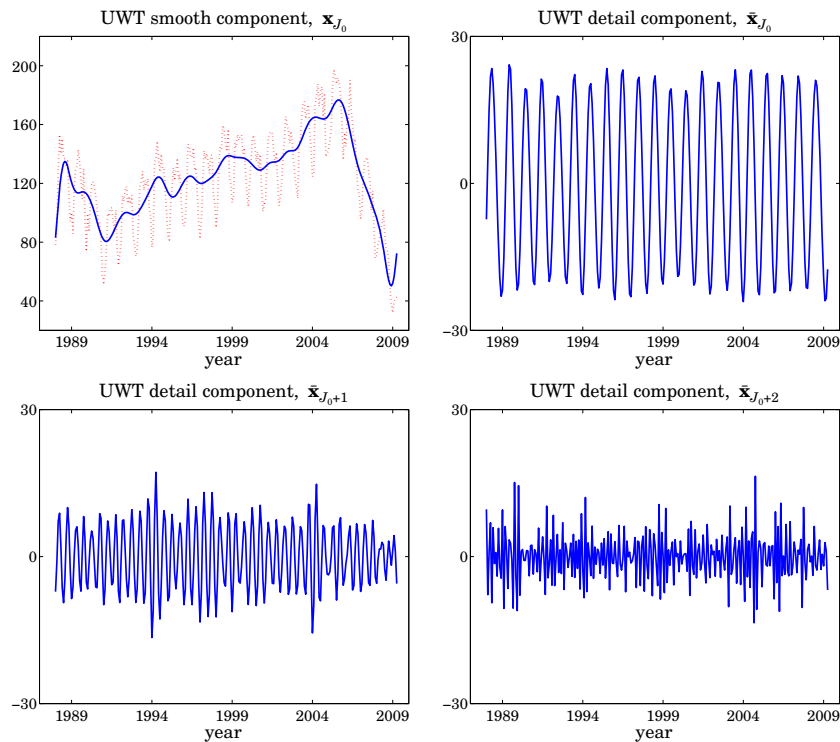 UWT smooth component, x_{J_0}
200
160
120
80
40
1989 1994 1999 2004 2009
year
UWT detail component, x̄_{J_0}
30
0
−30
1989 1994 1999 2004 2009
year
UWT detail component, x̄_{J_0+1}
30
0
−30
1989 1994 1999 2004 2009
year
UWT detail component, x̄_{J_0+2}
30
0
−30
1989 1994 1999 2004 2009
year